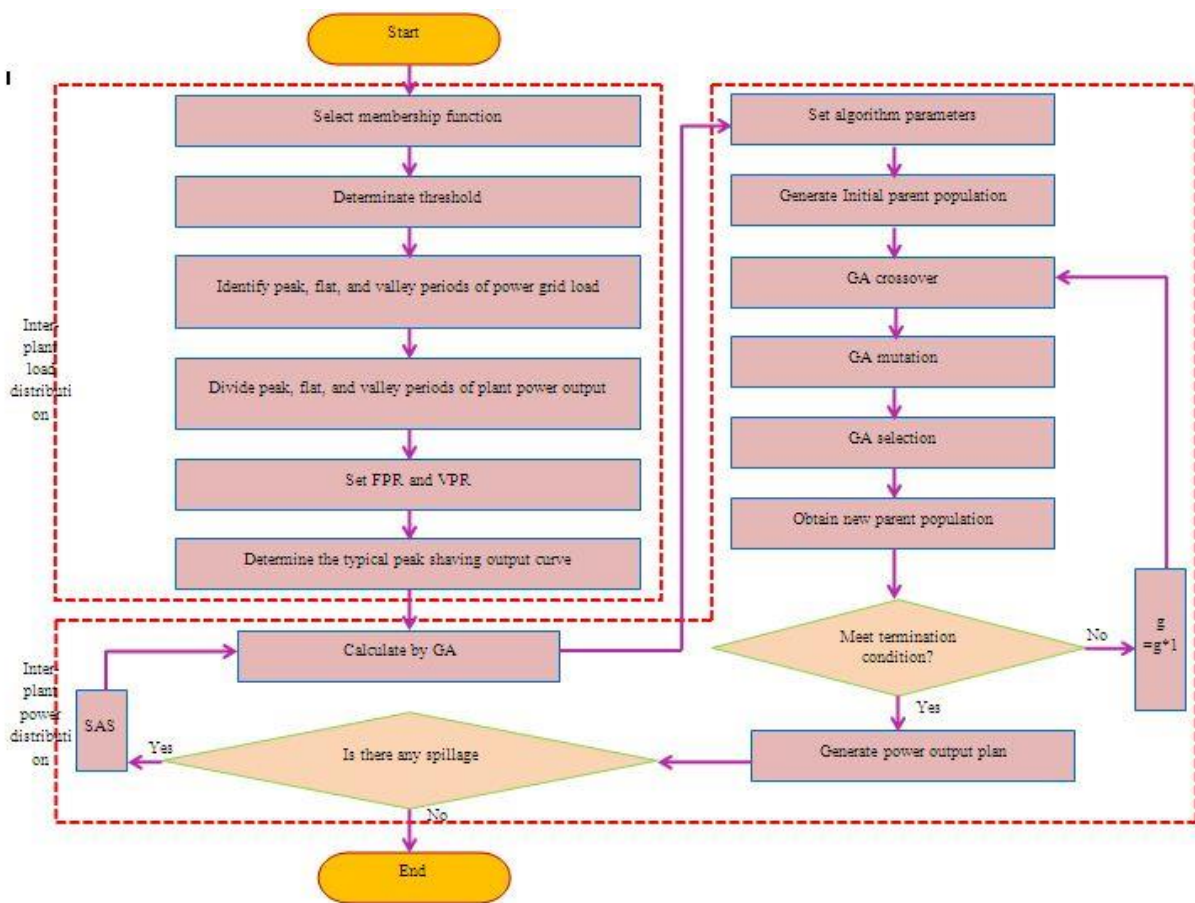 Start
I
Select membership function
Determinate threshold
Identify peak, flat, and valley periods of power grid load
Divide peak, flat, and valley periods of plant power output
Set FPR and VPR
Determine the typical peak shaving output curve
Inter-
plant
load
distributi
on
Calculate by GA
Set algorithm parameters
Generate Initial parent population
GA crossover
GA mutation
GA selection
Obtain new parent population
Meet termination
condition?
No
g
=g*1
Yes
Generate power output plan
Is there any spillage
Yes
SAS
Inter-
plant
power
distributi
on
No
End